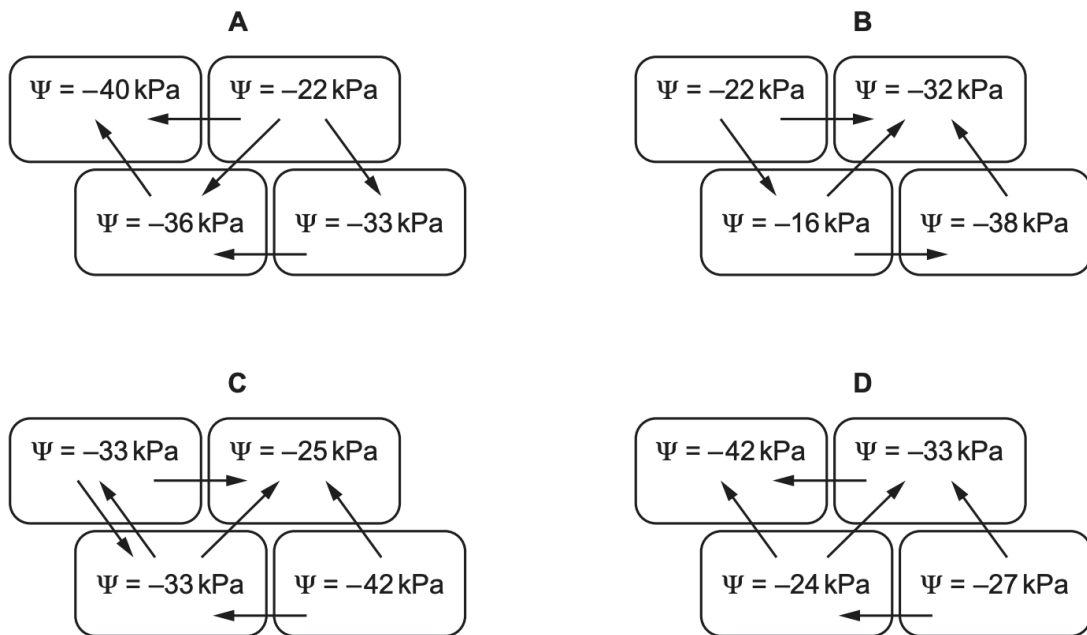 A
Ψ = –40 kPa
Ψ = –22 kPa
Ψ = –36 kPa
Ψ = –33 kPa
B
Ψ = –22 kPa
Ψ = –32 kPa
Ψ = –16 kPa
Ψ = –38 kPa
C
Ψ = –33 kPa
Ψ = –25 kPa
Ψ = –33 kPa
Ψ = –42 kPa
D
Ψ = –42 kPa
Ψ = –33 kPa
Ψ = –24 kPa
Ψ = –27 kPa